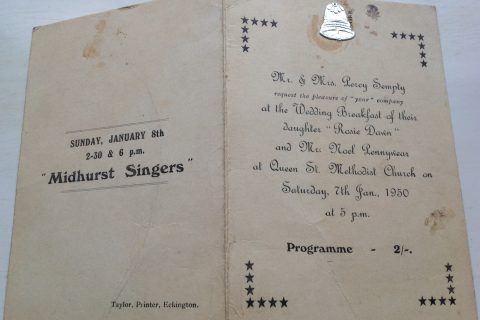 SUNDAY, JANUARY 8th
2-30 & 6 p.m.
"Midhurst Singers"
Taylor, Printer, Eckington.
Mr. & Mrs. Percy Sempty
request the pleasure of "your" company
at the Wedding Breakfast of their
daughter "Rosie Dawn"
and Mr. Noel Pennywear
at Queen St. Methodist Church on
Saturday, 7th Jan., 1950
at 5 p.m.
Programme - 2/-.